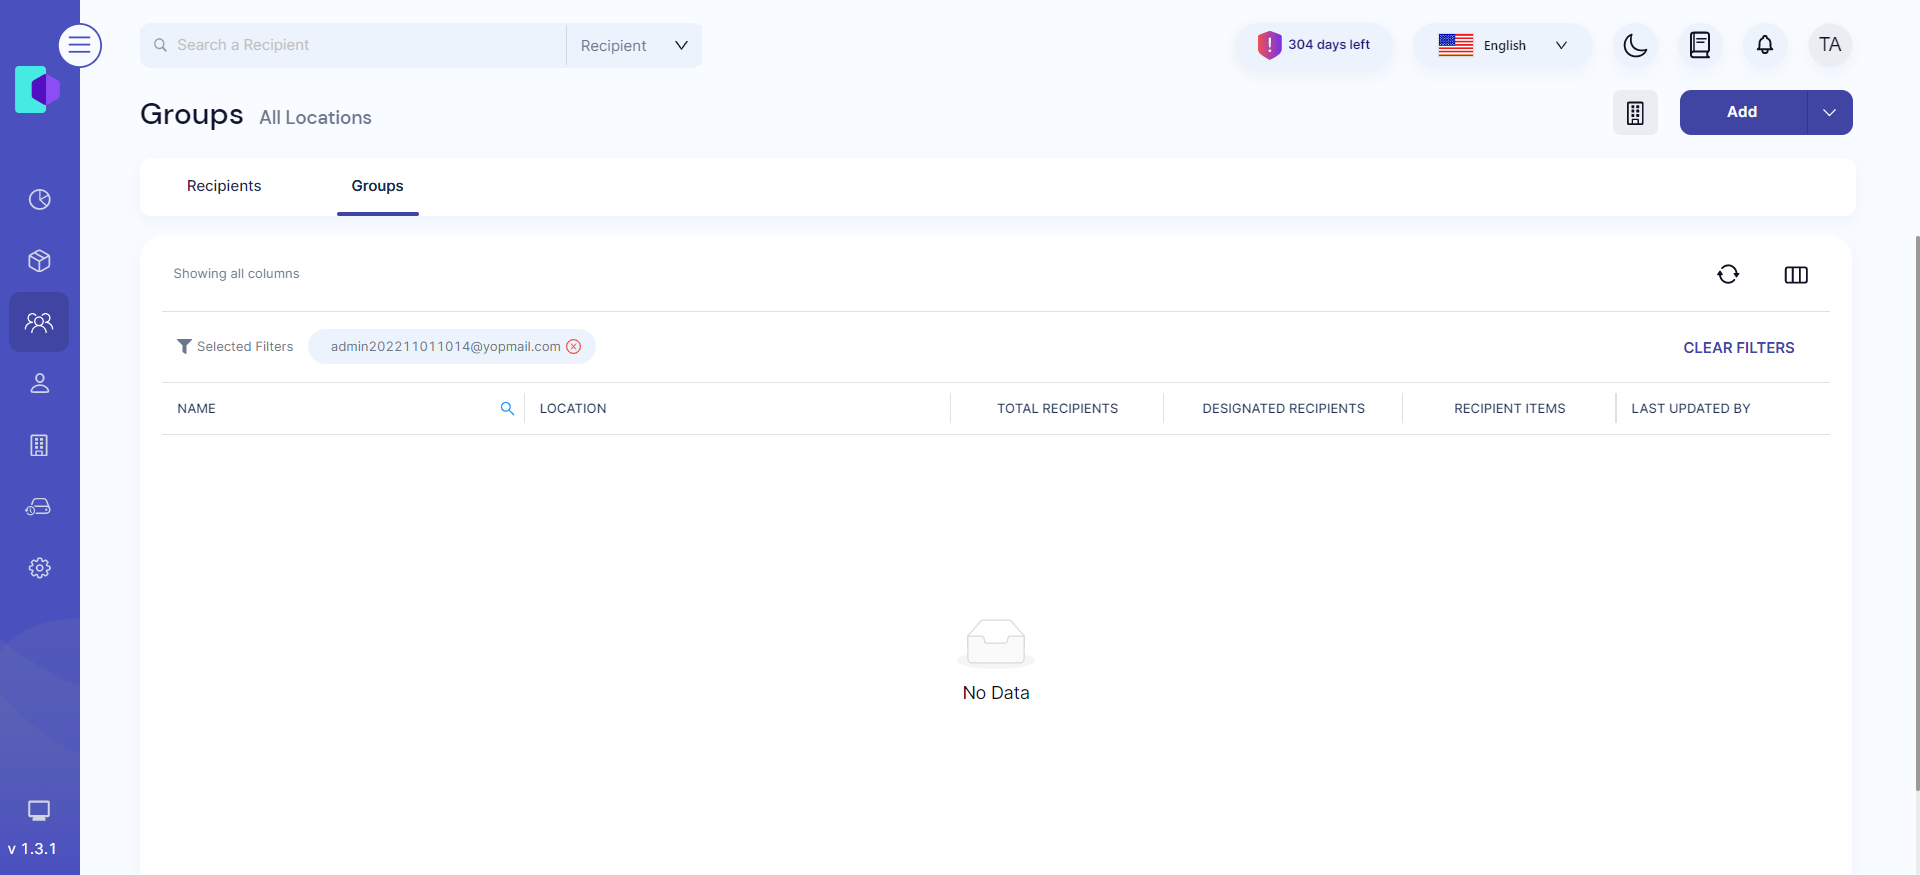 Search a Recipient
Recipient
304 days left
English
TA
Groups
All Locations
Add
Recipients
Groups
Showing all columns
Selected Filters
admin202211011014@yopmail.com
CLEAR FILTERS
NAME
LOCATION
TOTAL RECIPIENTS
DESIGNATED RECIPIENTS
RECIPIENT ITEMS
LAST UPDATED BY
No Data
v 1.3.1